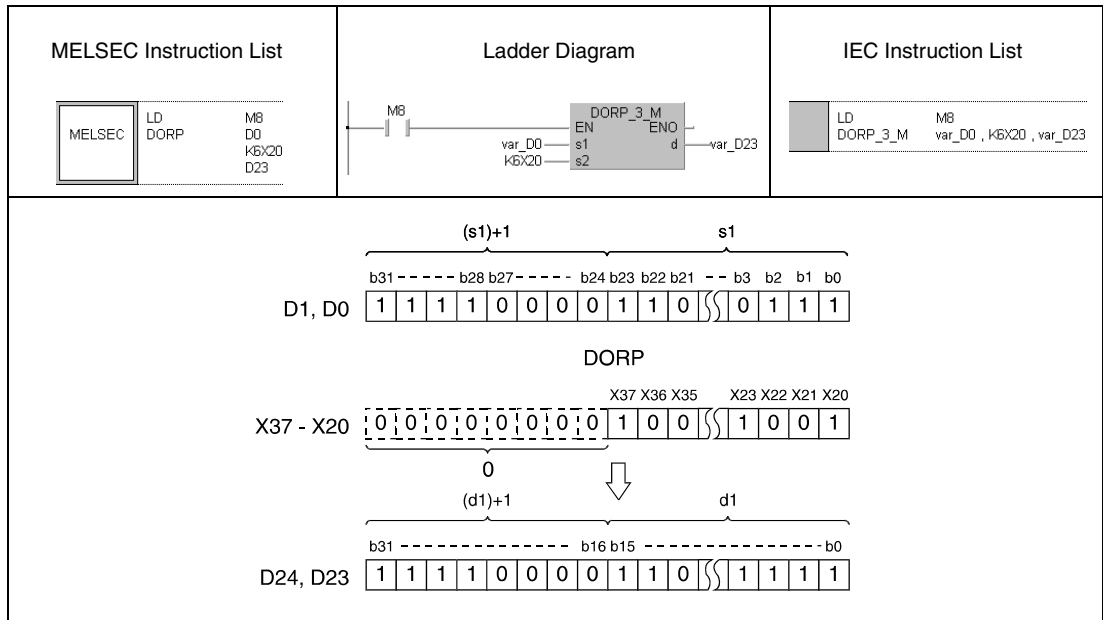 MELSEC Instruction List
MELSEC
LD M8
DORP D0
K6X20
D23
Ladder Diagram
M8
DORP_3_M
EN ENO
var_D0 s1 d var_D23
K6X20 s2
IEC Instruction List
LD M8
DORP_3_M var_D0 , K6X20 , var_D23
(s1)+1 s1
b31 b28 b27 b24 b23 b22 b21 b3 b2 b1 b0
D1, D0 1 1 1 1 0 0 0 0 1 1 0 0 1 1 1
DORP
X37 X36 X35 X23 X22 X21 X20
X37 - X20 0 0 0 0 0 0 0 0 1 0 0 1 0 0 1
0
(d1)+1 d1
b31 b16 b15 b0
D24, D23 1 1 1 1 0 0 0 0 1 1 0 1 1 1 1